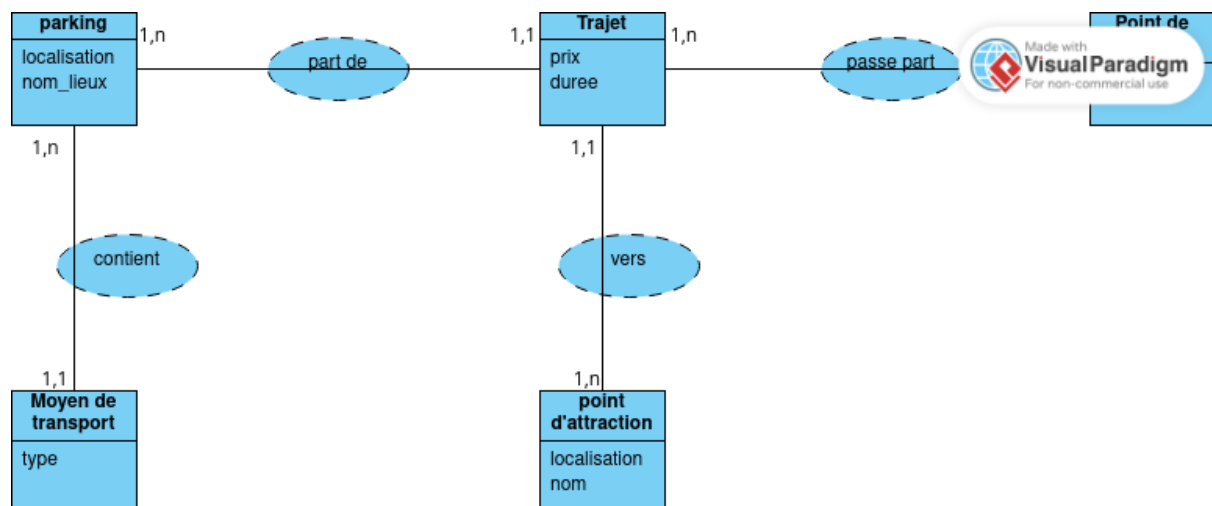 parking
localisation
nom_lieux
1,n
part de
1,1
Trajet
prix
duree
1,n
passe part
Point de
Made with
VisualParadigm
For non-commercial use
1,n
1,1
contient
vers
1,1
1,n
Moyen de
transport
type
point
d'attraction
localisation
nom